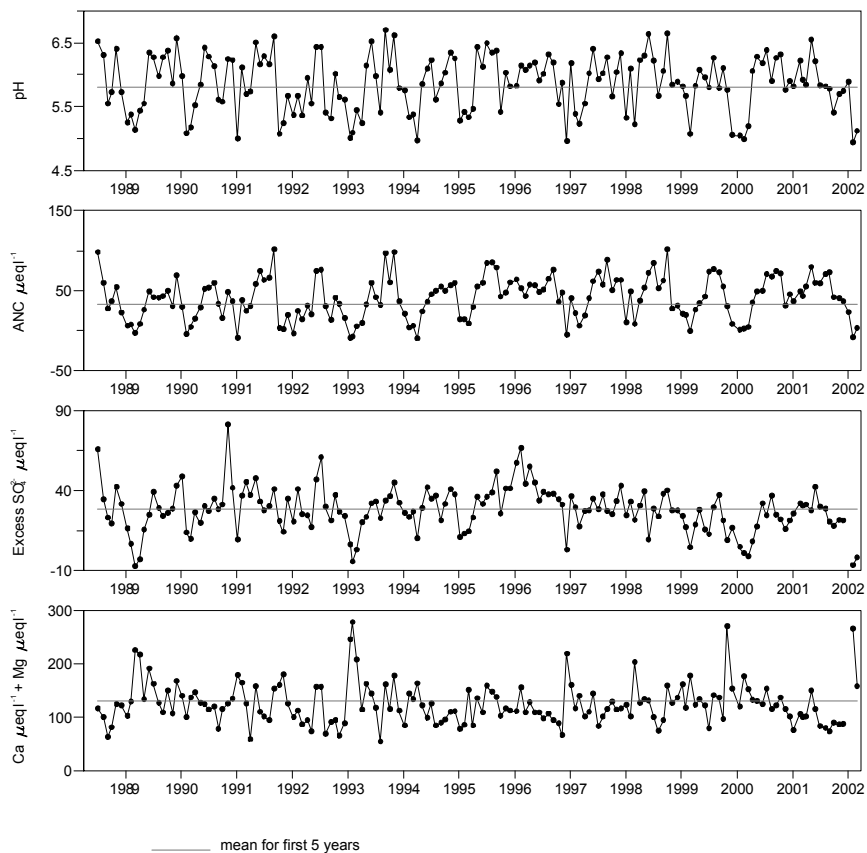 6.5
5.5
4.5
pH
1989 1990 1991 1992 1993 1994 1995 1996 1997 1998 1999 2000 2001 2002
150
50
-50
ANC μeq l⁻¹
1989 1990 1991 1992 1993 1994 1995 1996 1997 1998 1999 2000 2001 2002
90
40
-10
Excess SO₄²⁻ μeq l⁻¹
1989 1990 1991 1992 1993 1994 1995 1996 1997 1998 1999 2000 2001 2002
300
200
100
0
Ca μeq l⁻¹ + Mg μeq l⁻¹
1989 1990 1991 1992 1993 1994 1995 1996 1997 1998 1999 2000 2001 2002
mean for first 5 years